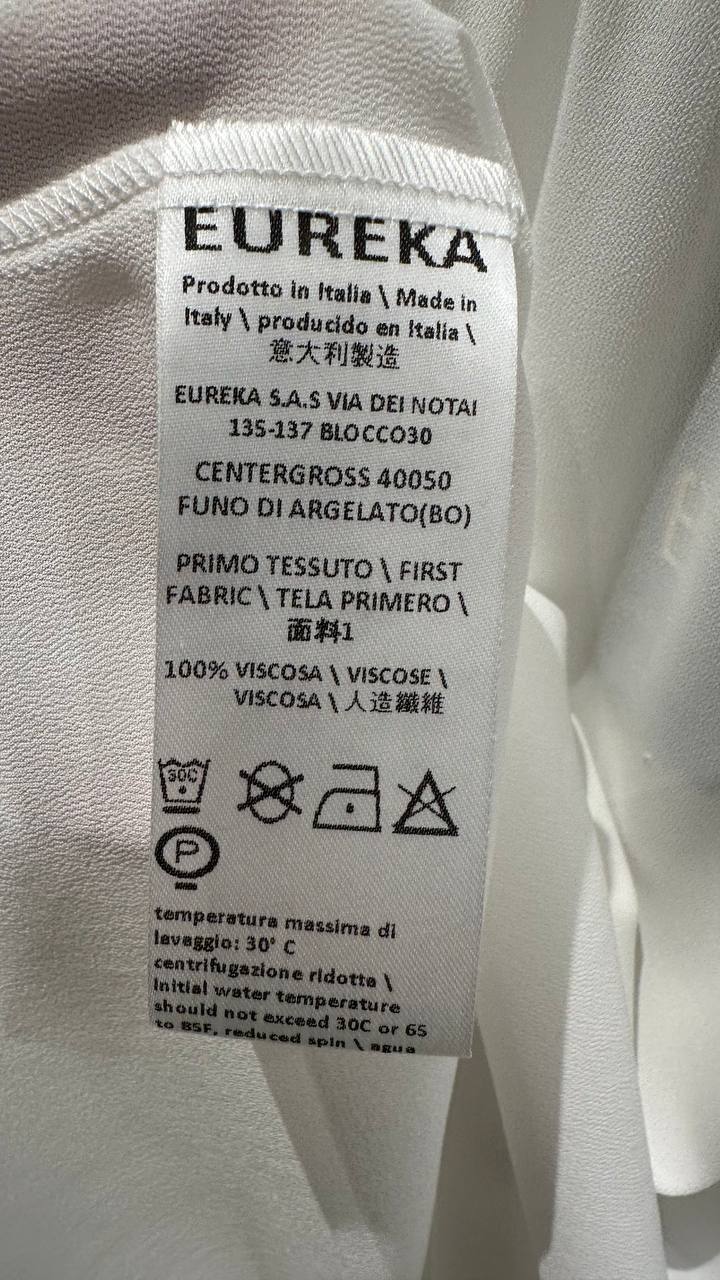 EUREKA
Prodotto in Italia \ Made in
Italy \ producido en Italia \
意大利製造
EUREKA S.A.S VIA DEI NOTAI
135-137 BLOCCO30
CENTERGROSS 40050
FUNO DI ARGELATO(BO)
PRIMO TESSUTO \ FIRST
FABRIC \ TELA PRIMERO \
面料1
100% VISCOSA \ VISCOSE \
VISCOSA \ 人造纖維
30C
P
temperatura massima di
lavaggio: 30° C
centrifugazione ridotta \
Initial water temperature
should not exceed 30C or 65
to 85F, reduced spin \ agua